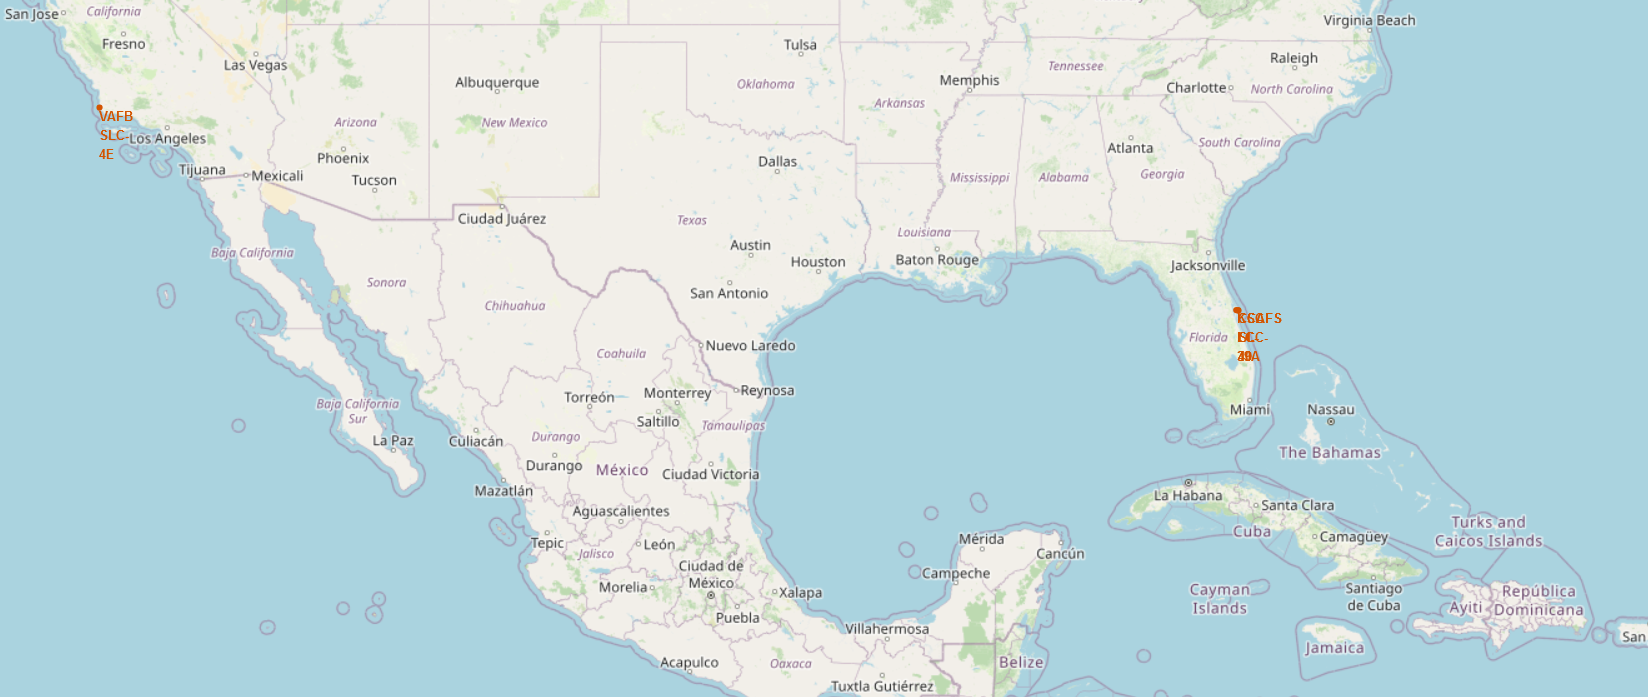 San Jose
California
Virginia Beach
Fresno
Tulsa
Las Vegas
Raleigh
Albuquerque
Memphis
Tennessee
Oklahoma
Charlotte
North Carolina
Arkansas
VAFB
SLC-
4E
Arizona
New Mexico
Los Angeles
Atlanta
South Carolina
Phoenix
Dallas
Tijuana
Mexicali
Tucson
Mississippi
Alabama
Georgia
Ciudad Juárez
Texas
Louisiana
Austin
Baja California
Houston
Baton Rouge
Jacksonville
Sonora
San Antonio
Chihuahua
Florida
Coahuila
Nuevo Laredo
Torreón
Monterrey
Reynosa
Baja California
Sur
Saltillo
Tamaulipas
Miami
Nassau
La Paz
Culiacán
Durango
The Bahamas
Durango
México
Ciudad Victoria
Mazatlán
La Habana
Santa Clara
Aguascalientes
Cuba
Camagüey
Turks and
Caicos Islands
Tepic
Jalisco
León
Mérida
Cancún
Ciudad de
México
Campeche
Morelia
Xalapa
Cayman
Islands
Santiago
de Cuba
República
Dominicana
Ayiti
Puebla
Villahermosa
San
Jamaica
Acapulco
Oaxaca
Belize
Tuxtla Gutiérrez